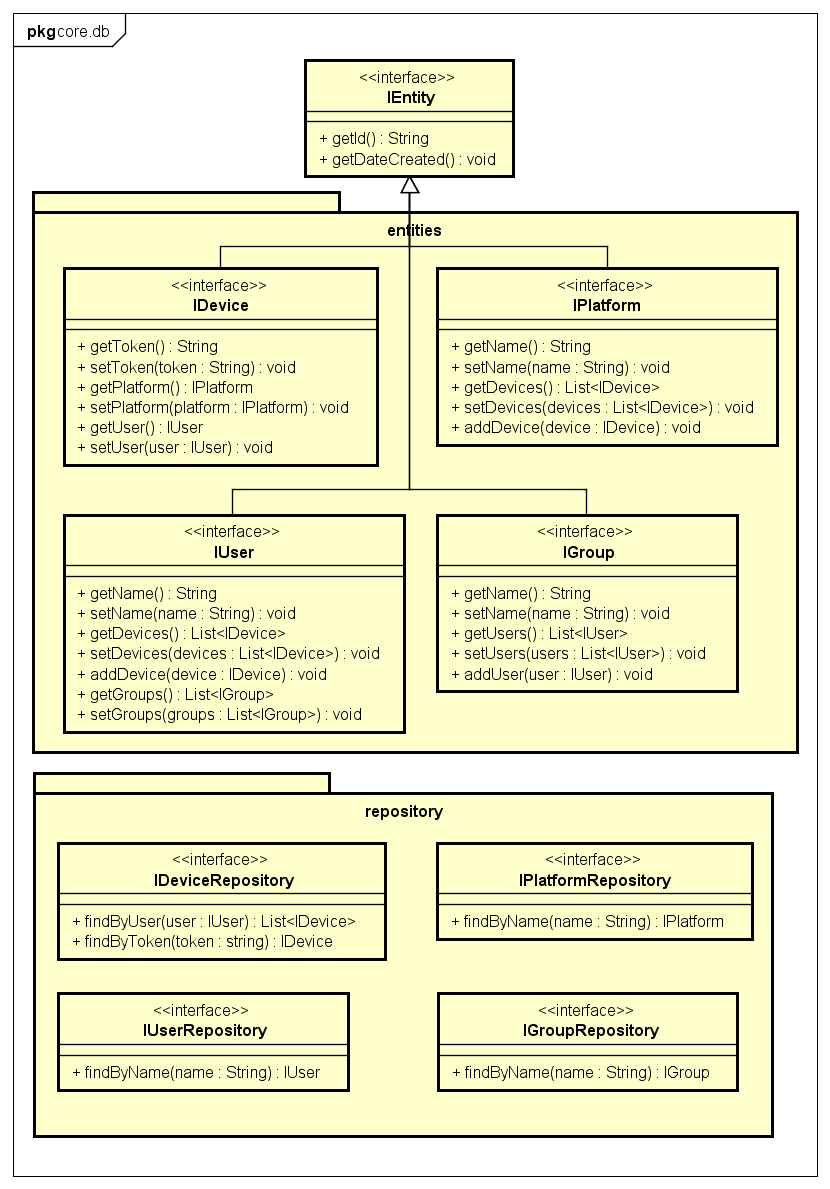 pkgcore.db
<<interface>>
IEntity
+ getId() : String
+ getDateCreated() : void
entities
<<interface>>
IDevice
+ getToken() : String
+ setToken(token : String) : void
+ getPlatform() : IPlatform
+ setPlatform(platform : IPlatform) : void
+ getUser() : IUser
+ setUser(user : IUser) : void
<<interface>>
IPlatform
+ getName() : String
+ setName(name : String) : void
+ getDevices() : List<IDevice>
+ setDevices(devices : List<IDevice>) : void
+ addDevice(device : IDevice) : void
<<interface>>
IUser
+ getName() : String
+ setName(name : String) : void
+ getDevices() : List<IDevice>
+ setDevices(devices : List<IDevice>) : void
+ addDevice(device : IDevice) : void
+ getGroups() : List<IGroup>
+ setGroups(groups : List<IGroup>) : void
<<interface>>
IGroup
+ getName() : String
+ setName(name : String) : void
+ getUsers() : List<IUser>
+ setUsers(users : List<IUser>) : void
+ addUser(user : IUser) : void
repository
<<interface>>
IDeviceRepository
+ findByUser(user : IUser) : List<IDevice>
+ findByToken(token : string) : IDevice
<<interface>>
IPlatformRepository
+ findByName(name : String) : IPlatform
<<interface>>
IUserRepository
+ findByName(name : String) : IUser
<<interface>>
IGroupRepository
+ findByName(name : String) : IGroup